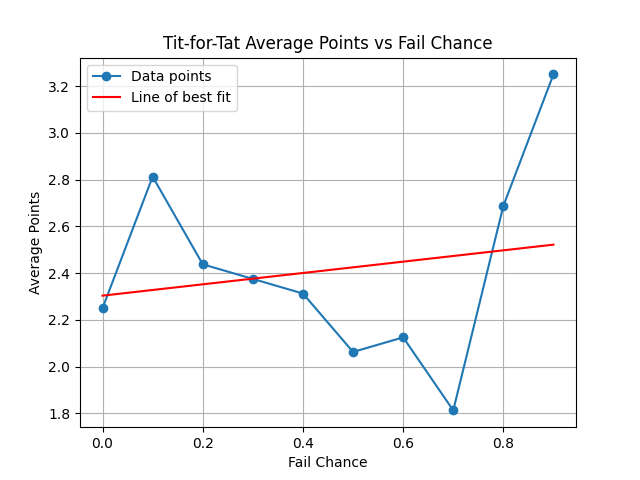 Tit-for-Tat Average Points vs Fail Chance
Data points
Line of best fit
3.2
3.0
2.8
2.6
2.4
2.2
2.0
1.8
Average Points
0.0 0.2 0.4 0.6 0.8
Fail Chance